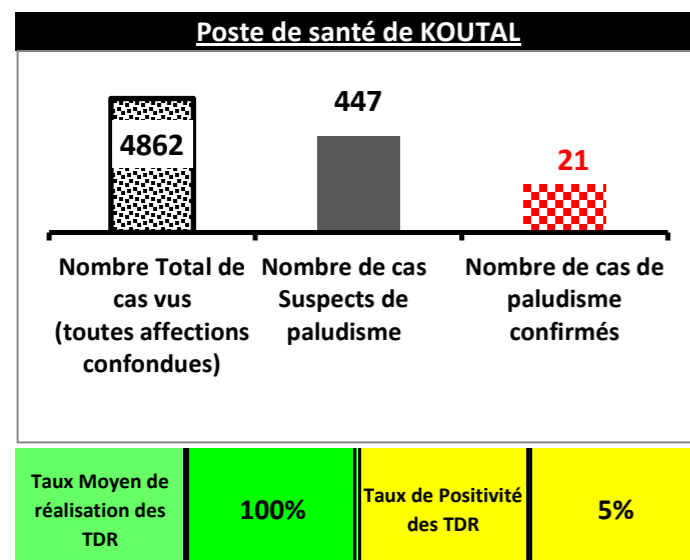 Poste de santé de KOUTAL
4862
447
21
Nombre Total de
cas vus
(toutes affections
confondues)
Nombre de cas
Suspects de
paludisme
Nombre de cas de
paludisme
confirmés
Taux Moyen de
réalisation des
TDR
100%
Taux de Positivité
des TDR
5%